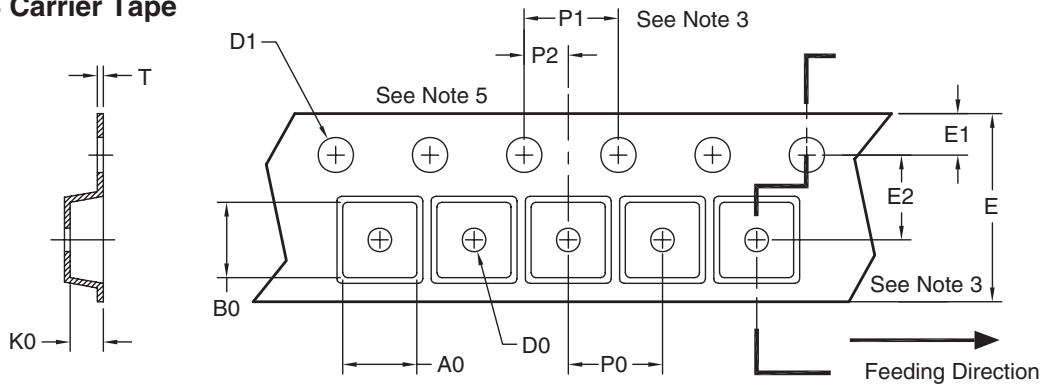 Carrier Tape
P1
See Note 3
D1
P2
T
See Note 5
E1
E2
E
B0
See Note 3
K0
D0
A0
P0
Feeding Direction